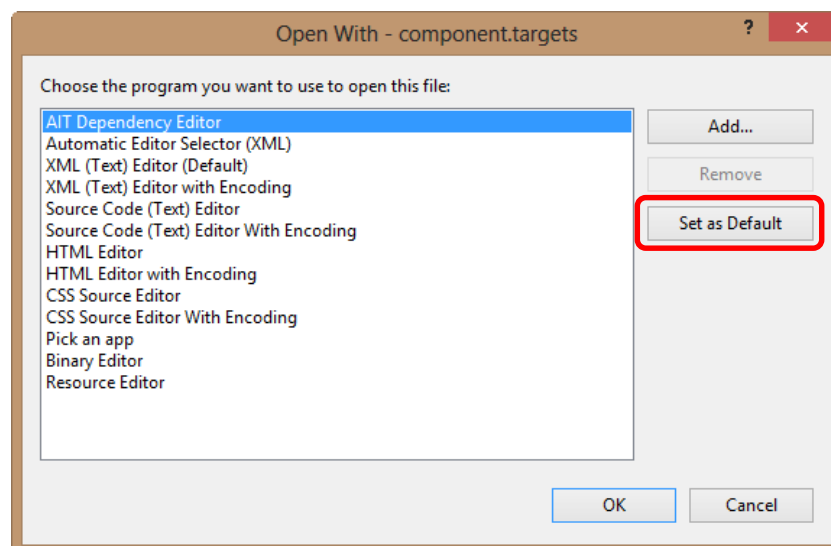 Open With - component.targets
?
Choose the program you want to use to open this file:
AIT Dependency Editor
Automatic Editor Selector (XML)
XML (Text) Editor (Default)
XML (Text) Editor with Encoding
Source Code (Text) Editor
Source Code (Text) Editor With Encoding
HTML Editor
HTML Editor with Encoding
CSS Source Editor
CSS Source Editor With Encoding
Pick an app
Binary Editor
Resource Editor
Add...
Remove
Set as Default
OK
Cancel